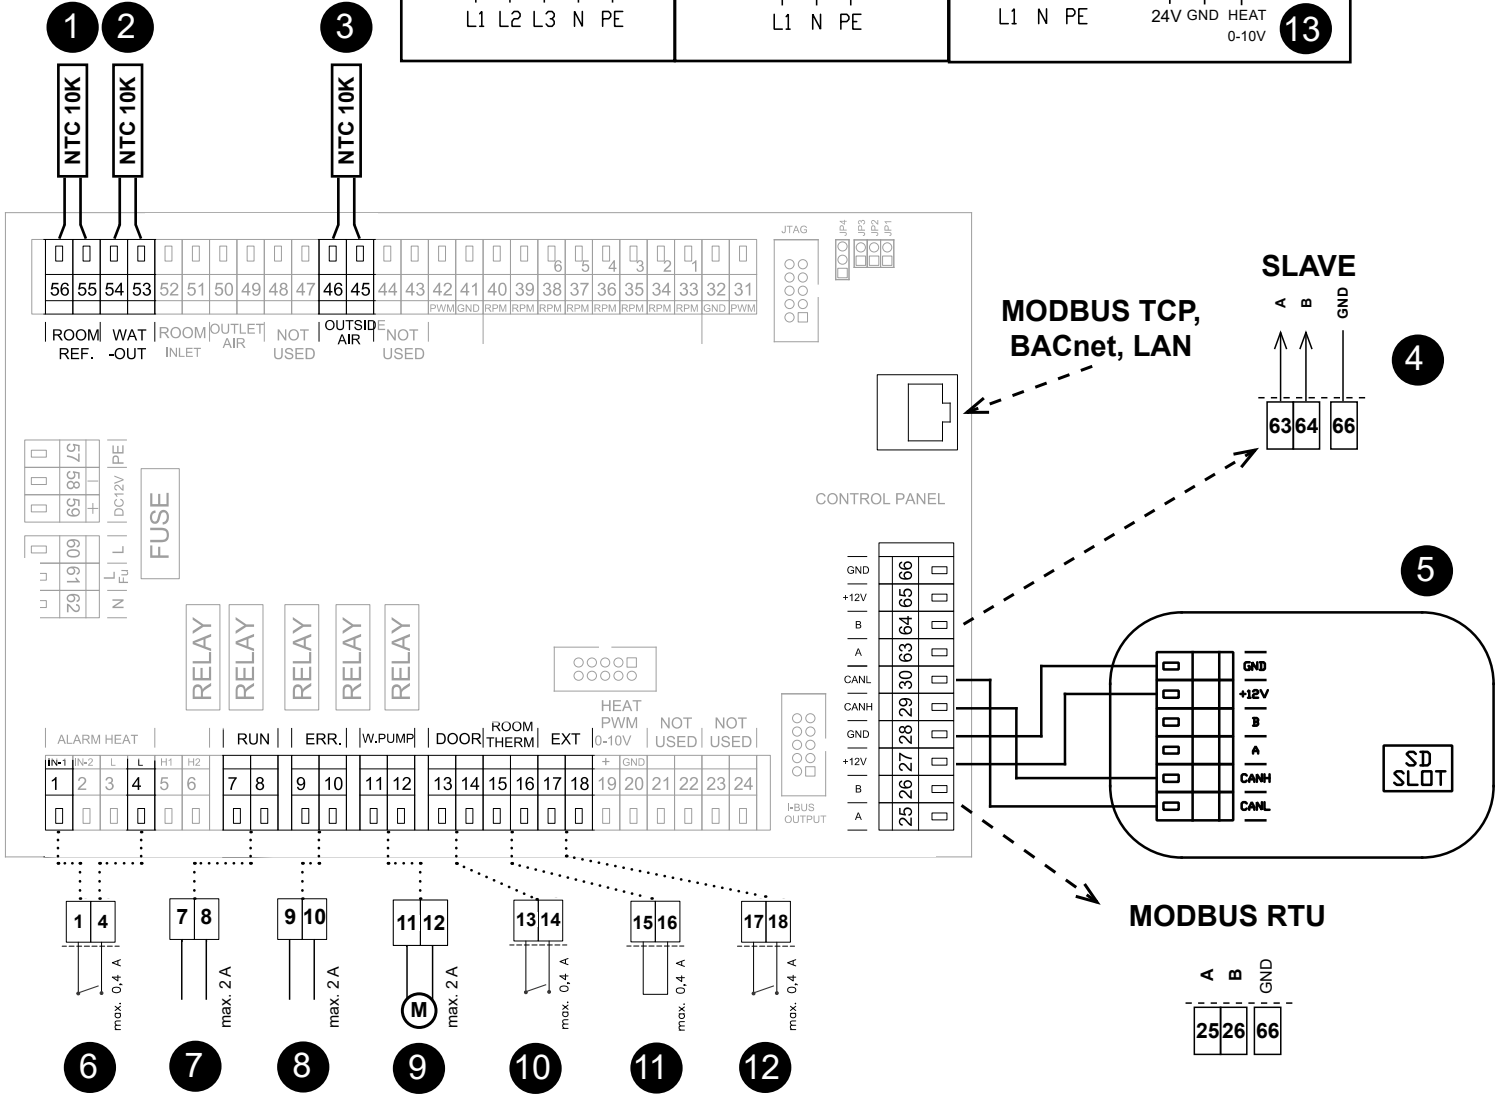 1 2 3
L1 L2 L3 N PE
L1 N PE
L1 N PE
24V GND HEAT
0-10V
13
NTC 10K
NTC 10K
NTC 10K
JTAG
JP4 JP3 JP2 JP1
6 5 4 3 2 1
56 55 54 53 52 51 50 49 48 47 46 45 44 43 42 41 40 39 38 37 36 35 34 33 32 31
PWM GND RPM RPM RPM RPM RPM RPM RPM RPM GND PWM
ROOM REF.
WAT -OUT
ROOM INLET
OUTLET AIR
NOT USED
OUTSIDE AIR
NOT USED
MODBUS TCP,
BACnet, LAN
SLAVE
A B GND
63 64 66
4
57 PE
58 -
59 +
DC12V
60 L
61 L Fu
62 N
FUSE
CONTROL PANEL
GND 66
+12V 65
B 64
A 63
CANL 30
CANH 29
GND 28
+12V 27
B 26
A 25
5
GND
+12V
B
A
CANH
CANL
SD
SLOT
RELAY RELAY RELAY RELAY RELAY
ALARM HEAT
RUN
ERR.
W.PUMP
DOOR
ROOM
THERM
EXT
HEAT
PWM
0-10V
NOT
USED
NOT
USED
IN-1 IN-2 L L H1 H2
+ GND
1 2 3 4 5 6 7 8 9 10 11 12 13 14 15 16 17 18 19 20 21 22 23 24
I-BUS
OUTPUT
1 4
max. 0,4 A
6
7 8
max. 2 A
7
9 10
max. 2 A
8
11 12
M
max. 2 A
9
13 14
max. 0,4 A
10
15 16
max. 0,4 A
11
17 18
max. 0,4 A
12
MODBUS RTU
A B GND
25 26 66